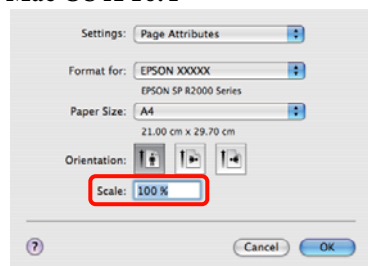 Mac OS X 10.4
Settings: Page Attributes
Format for: EPSON XXXXX
EPSON SP R2000 Series
Paper Size: A4
21.00 cm x 29.70 cm
Orientation:
Scale: 100 %
? Cancel OK